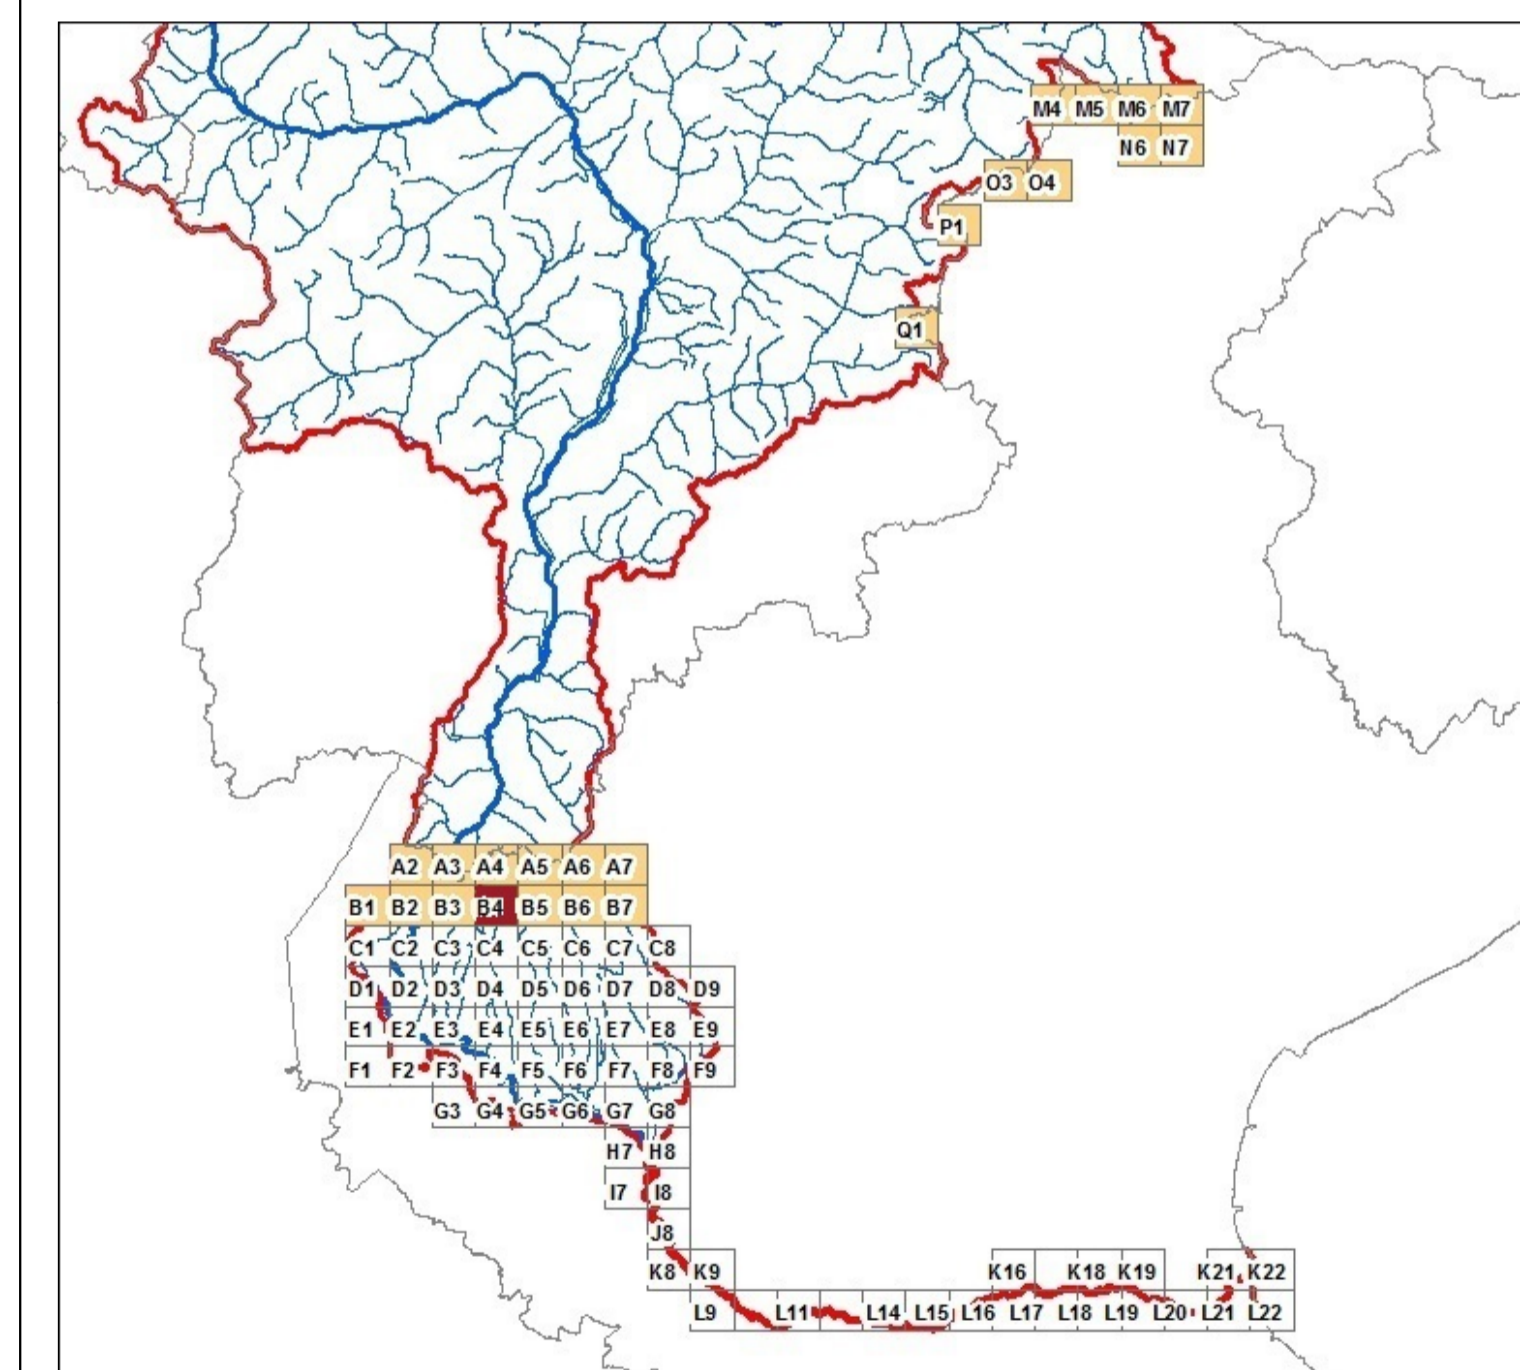 M4 M5 M6 M7
N6 N7
O3 O4
P1
Q1
A2 A3 A4 A5 A6 A7
B1 B2 B3 B4 B5 B6 B7
C1 C2 C3 C4 C5 C6 C7 C8
D1 D2 D3 D4 D5 D6 D7 D8 D9
E1 E2 E3 E4 E5 E6 E7 E8 E9
F1 F2 F3 F4 F5 F6 F7 F8 F9
G3 G4 G5 G6 G7 G8
H7 H8
I7 I8
J8
K8 K9 K16 K18 K19 K21 K22
L9 L11 L14 L15 L16 L17 L18 L19 L20 L21 L22